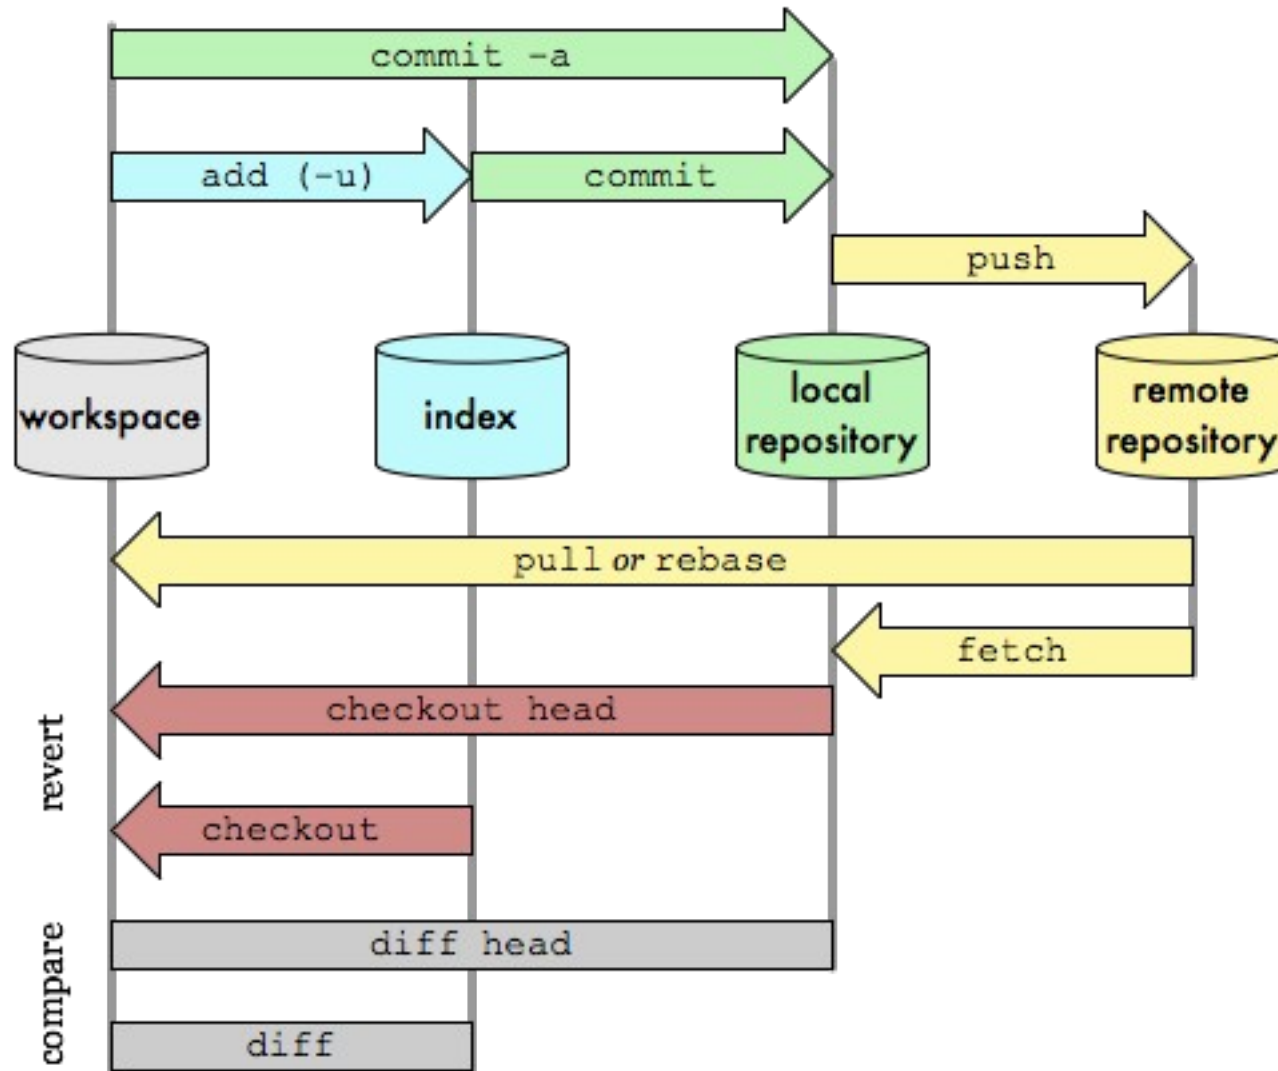 commit -a
add (-u)
commit
push
workspace
index
local
repository
remote
repository
pull or rebase
fetch
revert
checkout head
checkout
compare
diff head
diff